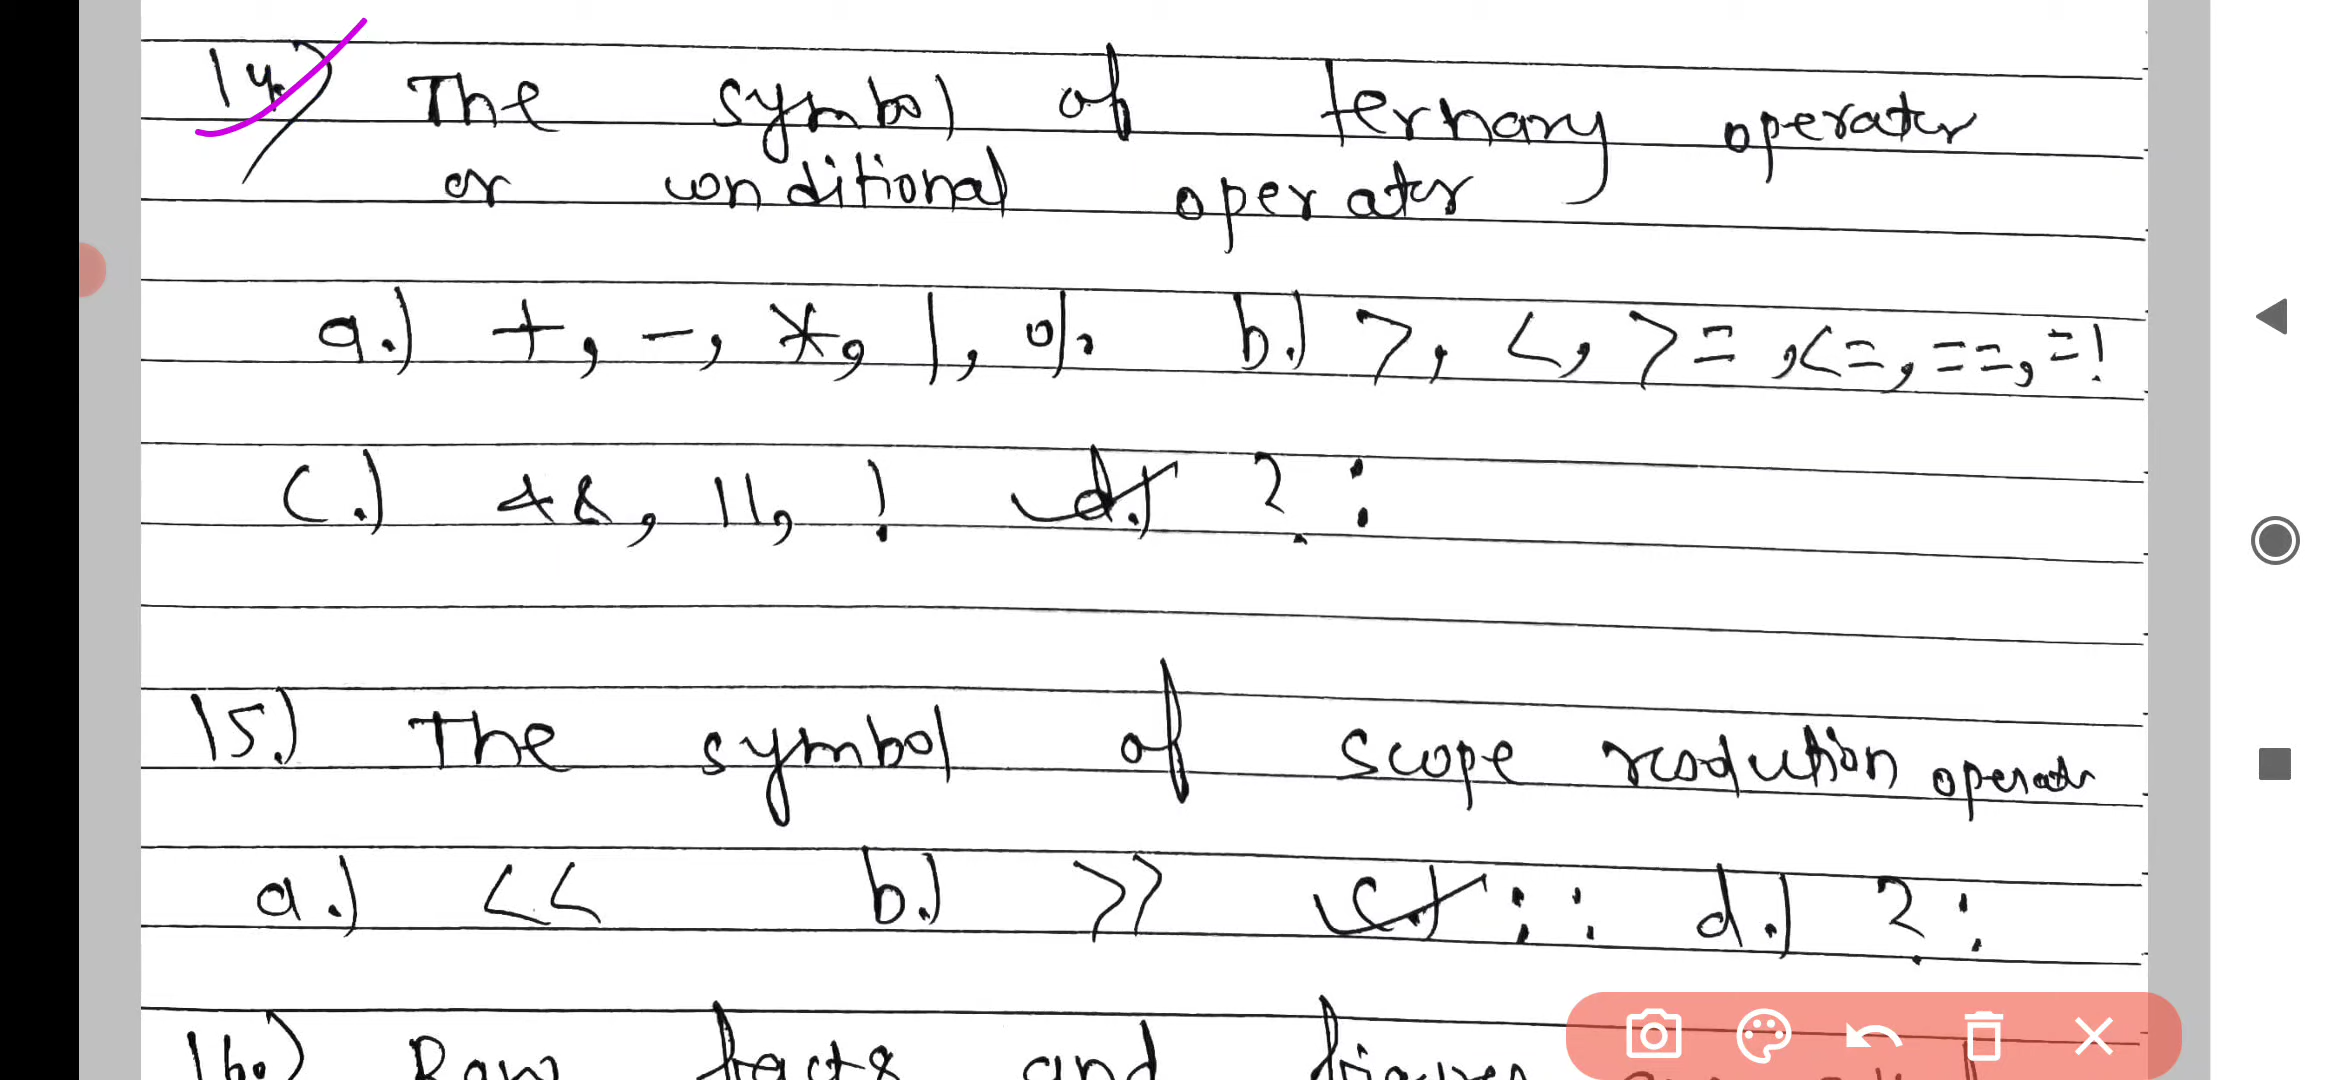 14.) The symbol of ternary operator
or conditional operator
a.) +, -, *, /, % b.) >, <, >=, <=, ==, =!
c.) &&, ||, ! d.) ? :
15.) The symbol of scope resolution operator
a.) << b.) >> c.) :: d.) ? :
16.) Raw facts and figures